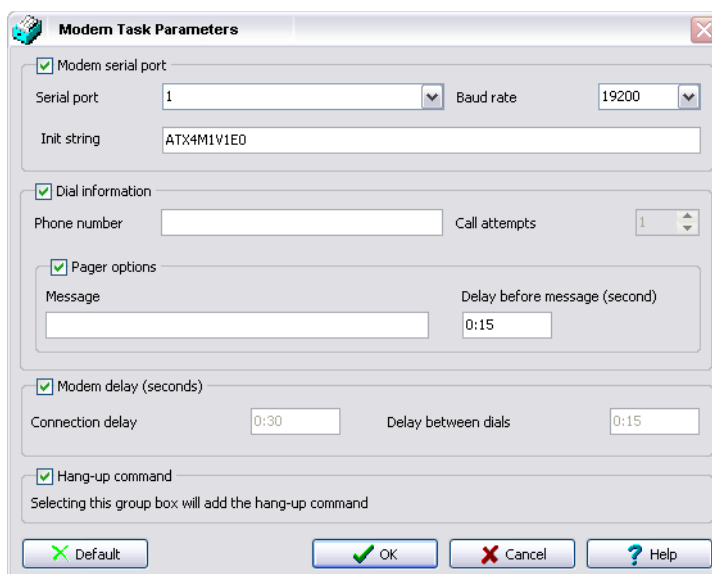 Modem Task Parameters
Modem serial port
Serial port 1 Baud rate 19200
Init string ATX4M1V1E0
Dial information
Phone number Call attempts 1
Pager options
Message Delay before message (second)
0:15
Modem delay (seconds)
Connection delay 0:30 Delay between dials 0:15
Hang-up command
Selecting this group box will add the hang-up command
Default OK Cancel Help